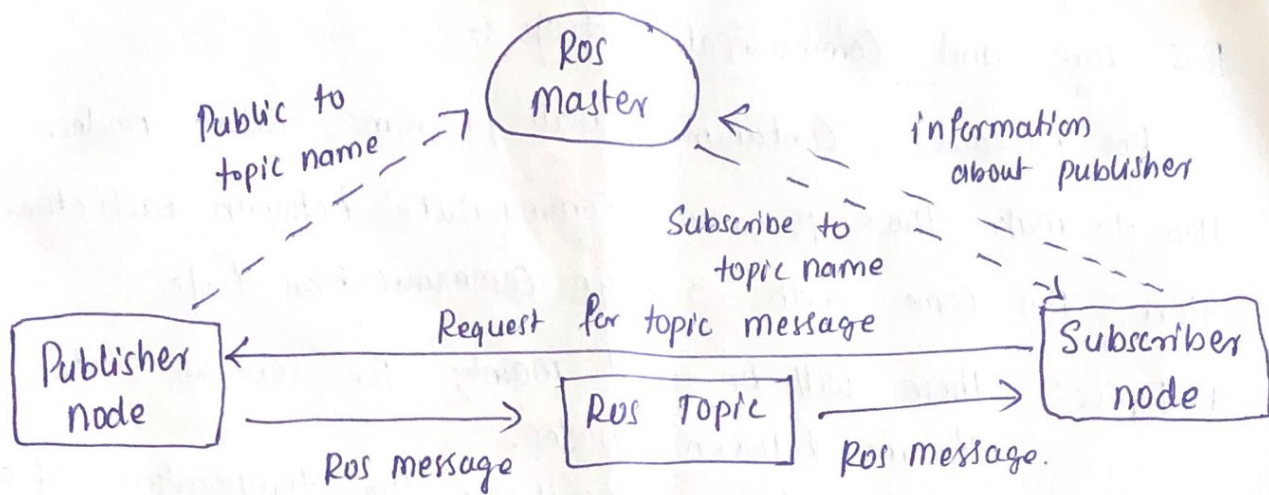 Ros
Master
Public to
topic name
information
about publisher
Subscribe to
topic name
Request for topic message
Publisher
node
Ros Topic
Subscriber
node
Ros message
Ros message.